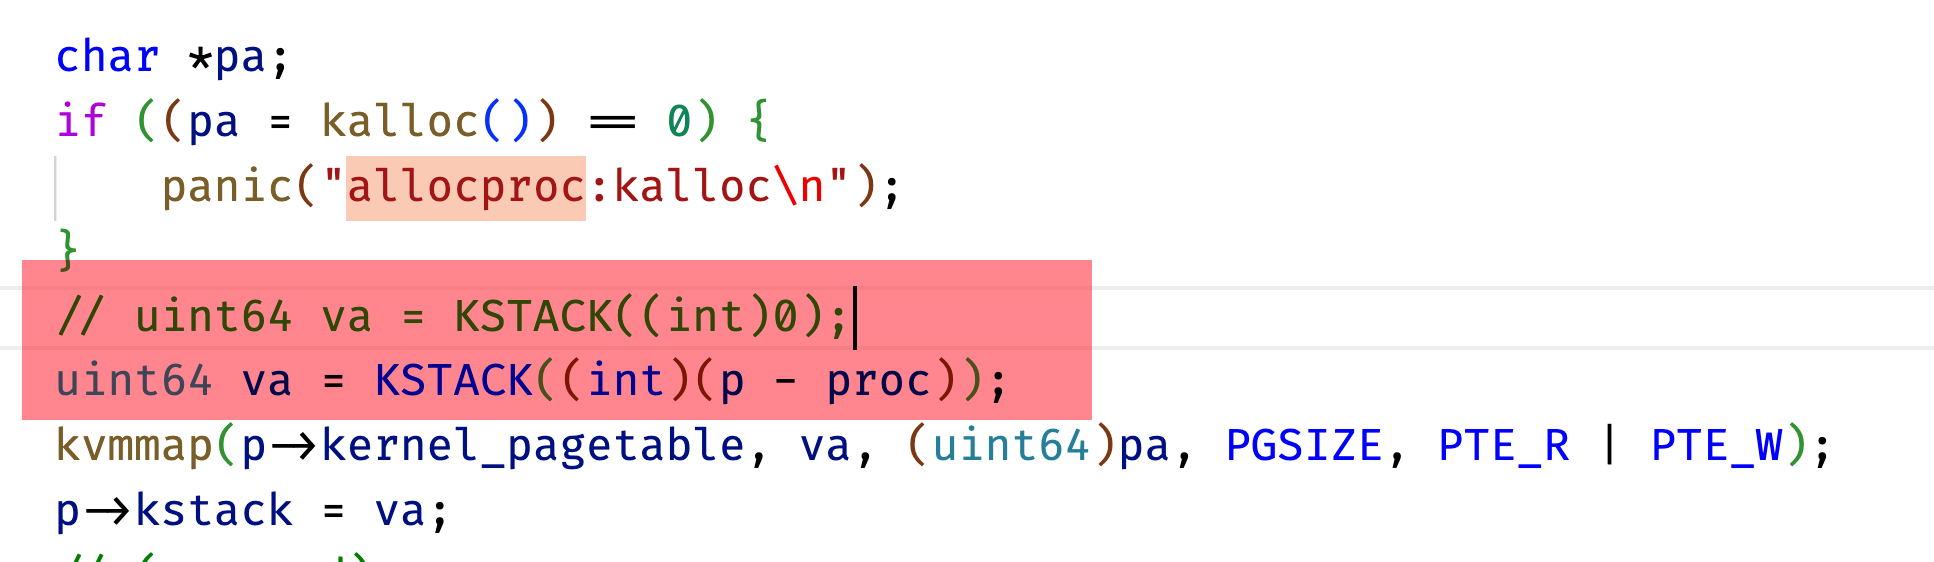 char *pa;
if ((pa = kalloc()) == 0) {
    panic("allocproc:kalloc\n");
}
// uint64 va = KSTACK((int)0);
uint64 va = KSTACK((int)(p - proc));
kvmmap(p->kernel_pagetable, va, (uint64)pa, PGSIZE, PTE_R | PTE_W);
p->kstack = va;